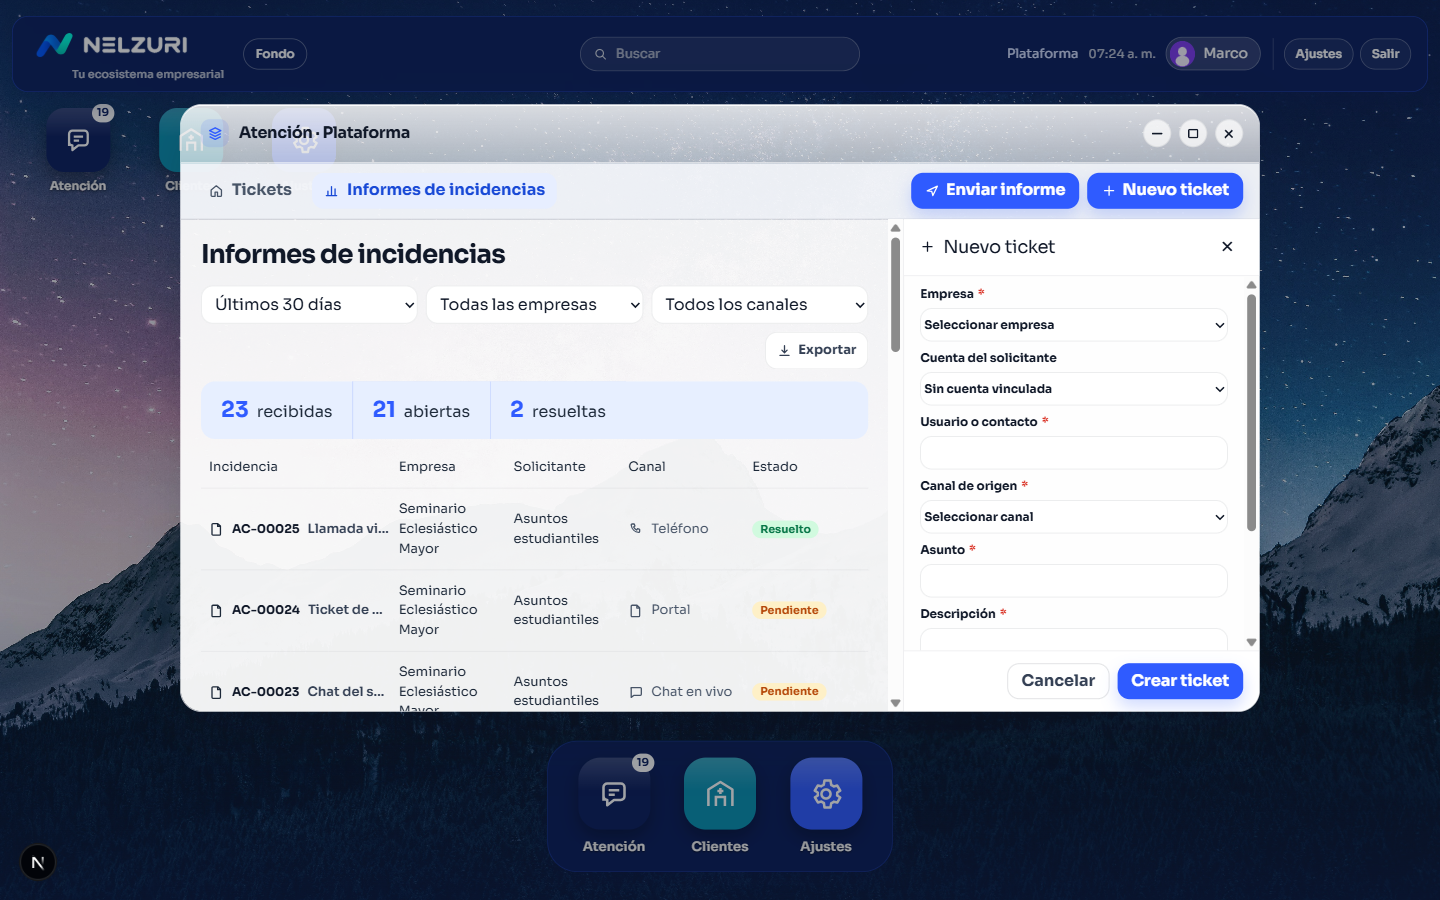 NELZURI
Tu ecosistema empresarial
Fondo
Buscar
Plataforma 07:24 a. m. Marco Ajustes Salir
19
Atención
Atención · Plataforma
Tickets Informes de incidencias Enviar informe + Nuevo ticket
Informes de incidencias
Últimos 30 días Todas las empresas Todos los canales
Exportar
23 recibidas 21 abiertas 2 resueltas
Incidencia Empresa Solicitante Canal Estado
AC-00025 Llamada vi... Seminario Eclesiástico Mayor Asuntos estudiantiles Teléfono Resuelto
AC-00024 Ticket de ... Seminario Eclesiástico Mayor Asuntos estudiantiles Portal Pendiente
AC-00023 Chat del s... Seminario Eclesiástico Mayor Asuntos estudiantiles Chat en vivo Pendiente
+ Nuevo ticket
Empresa *
Seleccionar empresa
Cuenta del solicitante
Sin cuenta vinculada
Usuario o contacto *
Canal de origen *
Seleccionar canal
Asunto *
Descripción *
Cancelar Crear ticket
19
Atención Clientes Ajustes
N